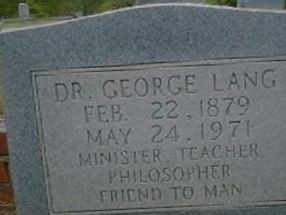 DR. GEORGE LANG
FEB. 22, 1879
MAY 24, 1971
MINISTER, TEACHER
PHILOSOPHER
FRIEND TO MAN